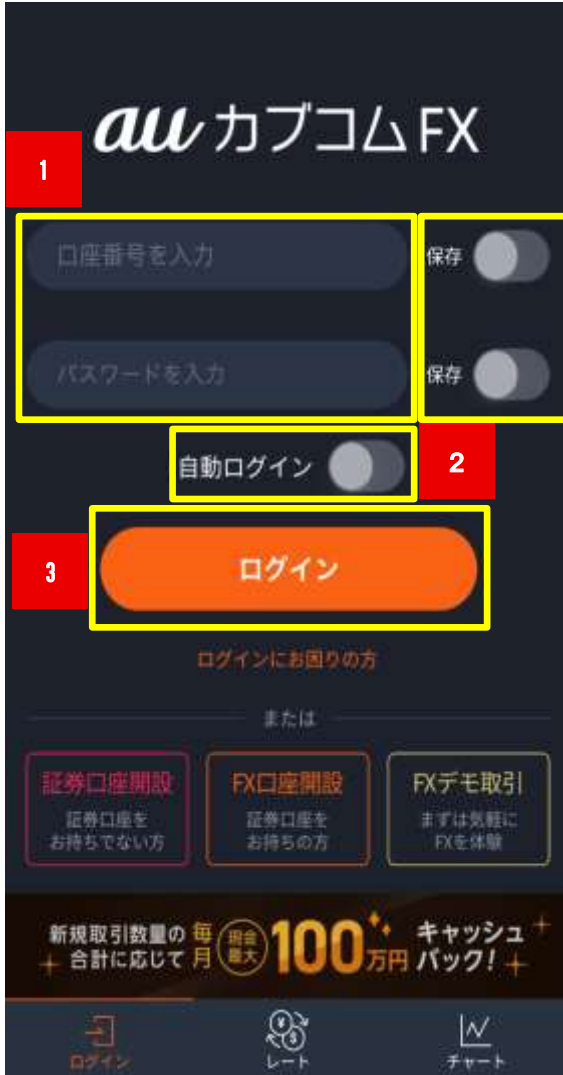 au カブコム FX
1
口座番号を入力
保存
パスワードを入力
保存
自動ログイン
2
3
ログイン
ログインにお困りの方
または
証券口座開設
証券口座を
お持ちでない方
FX口座開設
証券口座を
お持ちの方
FXデモ取引
まずは気軽に
FXを体験
新規取引数量の
合計に応じて
毎月
現金
最大
100万円
キャッシュ
バック!
ログイン
レート
チャート